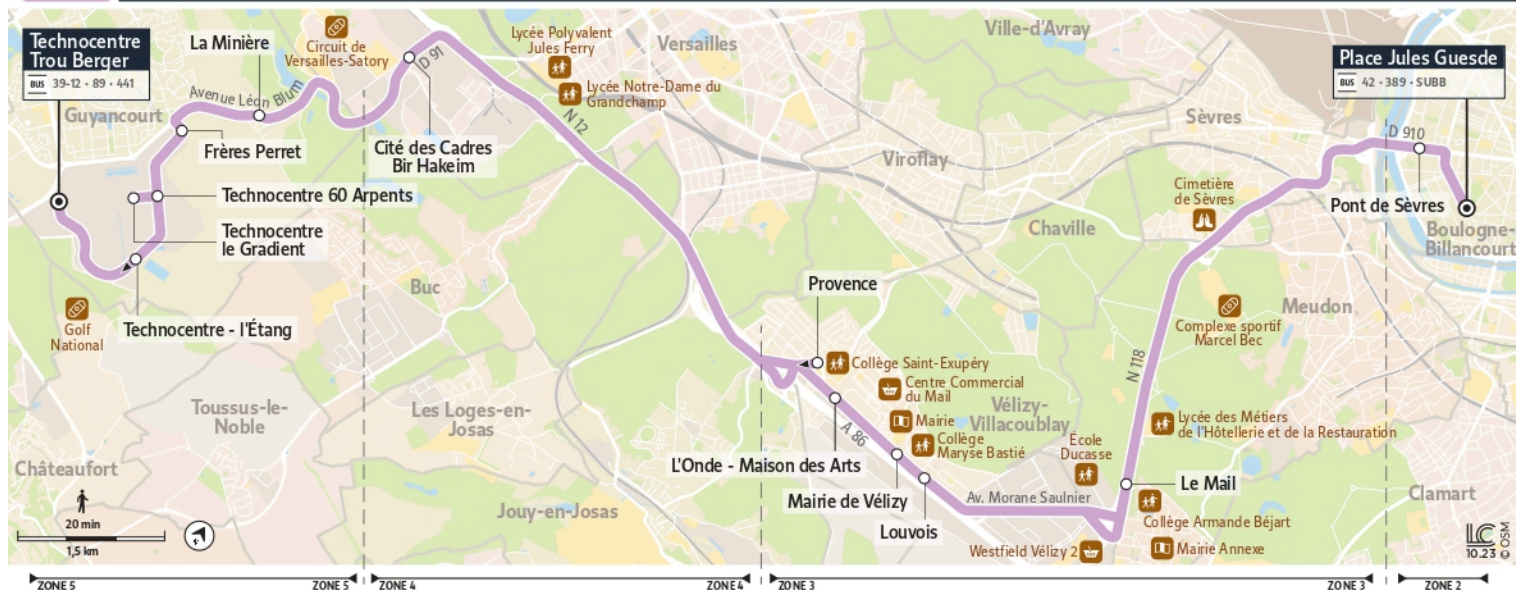 Technocentre
Trou Berger
BUS 39-12 • 89 • 441
La Minière
Circuit de
Versailles-Satory
D 91
Lycée Polyvalent
Jules Ferry
Versailles
Ville-d'Avray
Place Jules Guesde
BUS 42 • 389 • SUBB
Lycée Notre-Dame du
Grandchamp
Avenue Léon Blum
Guyancourt
N 12
Sèvres
D 910
Frères Perret
Cité des Cadres
Bir Hakeim
Viroflay
Cimetière
de Sèvres
Technocentre 60 Arpents
Pont de Sèvres
Technocentre
le Gradient
Chaville
Boulogne-
Billancourt
Buc
Provence
Golf
National
Technocentre - l'Étang
Meudon
Complexe sportif
Marcel Bec
Collège Saint-Exupéry
N 118
Centre Commercial
du Mail
Toussus-le-
Noble
Les Loges-en-
Josas
Vélizy-
Villacoublay
Mairie
A 86
Collège
Maryse Bastié
Lycée des Métiers
de l'Hôtellerie et de la Restauration
École
Ducasse
Châteaufort
L'Onde - Maison des Arts
Le Mail
Mairie de Vélizy
Av. Morane Saulnier
Clamart
Jouy-en-Josas
Louvois
Collège Armande Béjart
20 min
1,5 km
Westfield Vélizy 2
Mairie Annexe
LC
10.23 © OSM
ZONE 5 ZONE 5 ZONE 4 ZONE 4 ZONE 3 ZONE 3 ZONE 2